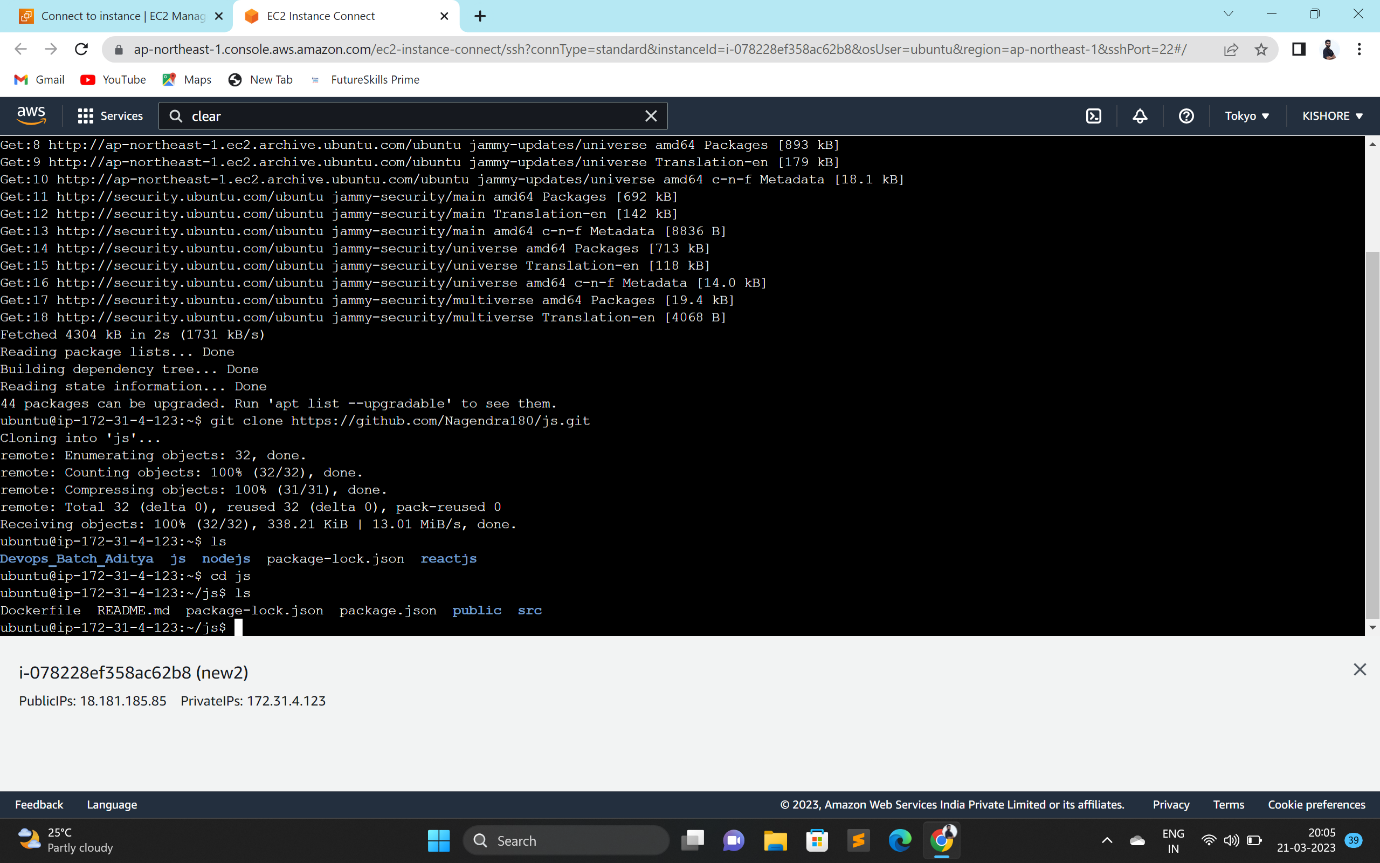 Connect to instance | EC2 Manag
EC2 Instance Connect
ap-northeast-1.console.aws.amazon.com/ec2-instance-connect/ssh?connType=standard&instanceId=i-078228ef358ac62b8&osUser=ubuntu&region=ap-northeast-1&sshPort=22#/
Gmail YouTube Maps New Tab FutureSkills Prime
aws Services clear Tokyo KISHORE
Get:8 http://ap-northeast-1.ec2.archive.ubuntu.com/ubuntu jammy-updates/universe amd64 Packages [893 kB]
Get:9 http://ap-northeast-1.ec2.archive.ubuntu.com/ubuntu jammy-updates/universe Translation-en [179 kB]
Get:10 http://ap-northeast-1.ec2.archive.ubuntu.com/ubuntu jammy-updates/universe amd64 c-n-f Metadata [18.1 kB]
Get:11 http://security.ubuntu.com/ubuntu jammy-security/main amd64 Packages [692 kB]
Get:12 http://security.ubuntu.com/ubuntu jammy-security/main Translation-en [142 kB]
Get:13 http://security.ubuntu.com/ubuntu jammy-security/main amd64 c-n-f Metadata [8836 B]
Get:14 http://security.ubuntu.com/ubuntu jammy-security/universe amd64 Packages [713 kB]
Get:15 http://security.ubuntu.com/ubuntu jammy-security/universe Translation-en [118 kB]
Get:16 http://security.ubuntu.com/ubuntu jammy-security/universe amd64 c-n-f Metadata [14.0 kB]
Get:17 http://security.ubuntu.com/ubuntu jammy-security/multiverse amd64 Packages [19.4 kB]
Get:18 http://security.ubuntu.com/ubuntu jammy-security/multiverse Translation-en [4068 B]
Fetched 4304 kB in 2s (1731 kB/s)
Reading package lists... Done
Building dependency tree... Done
Reading state information... Done
44 packages can be upgraded. Run 'apt list --upgradable' to see them.
ubuntu@ip-172-31-4-123:~$ git clone https://github.com/Nagendra180/js.git
Cloning into 'js'...
remote: Enumerating objects: 32, done.
remote: Counting objects: 100% (32/32), done.
remote: Compressing objects: 100% (31/31), done.
remote: Total 32 (delta 0), reused 32 (delta 0), pack-reused 0
Receiving objects: 100% (32/32), 338.21 KiB | 13.01 MiB/s, done.
ubuntu@ip-172-31-4-123:~$ ls
Devops_Batch_Aditya js nodejs package-lock.json reactjs
ubuntu@ip-172-31-4-123:~$ cd js
ubuntu@ip-172-31-4-123:~/js$ ls
Dockerfile README.md package-lock.json package.json public src
ubuntu@ip-172-31-4-123:~/js$
i-078228ef358ac62b8 (new2)
PublicIPs: 18.181.185.85 PrivateIPs: 172.31.4.123
Feedback Language © 2023, Amazon Web Services India Private Limited or its affiliates. Privacy Terms Cookie preferences
25°C
Partly cloudy
Search
ENG
IN
20:05
21-03-2023
39